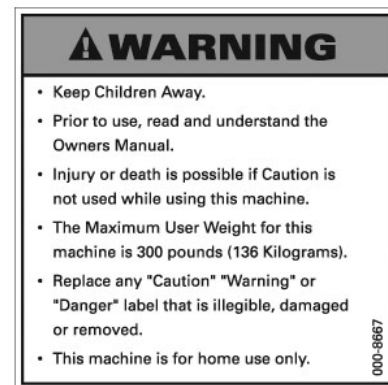 WARNING
• Keep Children Away.
• Prior to use, read and understand the
Owners Manual.
• Injury or death is possible if Caution is
not used while using this machine.
• The Maximum User Weight for this
machine is 300 pounds (136 Kilograms).
• Replace any "Caution" "Warning" or
"Danger" label that is illegible, damaged
or removed.
• This machine is for home use only.
000-8667